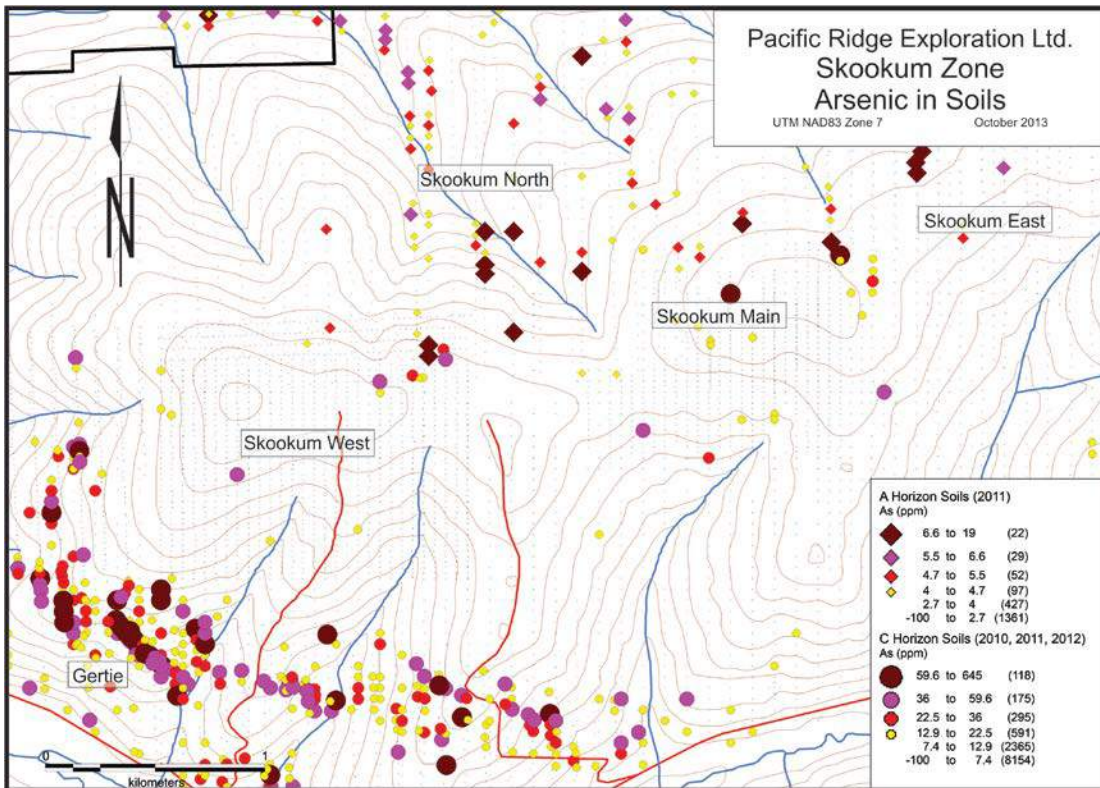 Pacific Ridge Exploration Ltd.
Skookum Zone
Arsenic in Soils
UTM NAD83 Zone 7 October 2013
N
Skookum North
Skookum East
Skookum Main
Skookum West
Gertie
0 1
kilometers
A Horizon Soils (2011)
As (ppm)
6.6 to 19 (22)
5.5 to 6.6 (29)
4.7 to 5.5 (52)
4 to 4.7 (97)
2.7 to 4 (427)
-100 to 2.7 (1361)
C Horizon Soils (2010, 2011, 2012)
As (ppm)
59.6 to 645 (118)
36 to 59.6 (175)
22.5 to 36 (295)
12.9 to 22.5 (591)
7.4 to 12.9 (2365)
-100 to 7.4 (8154)